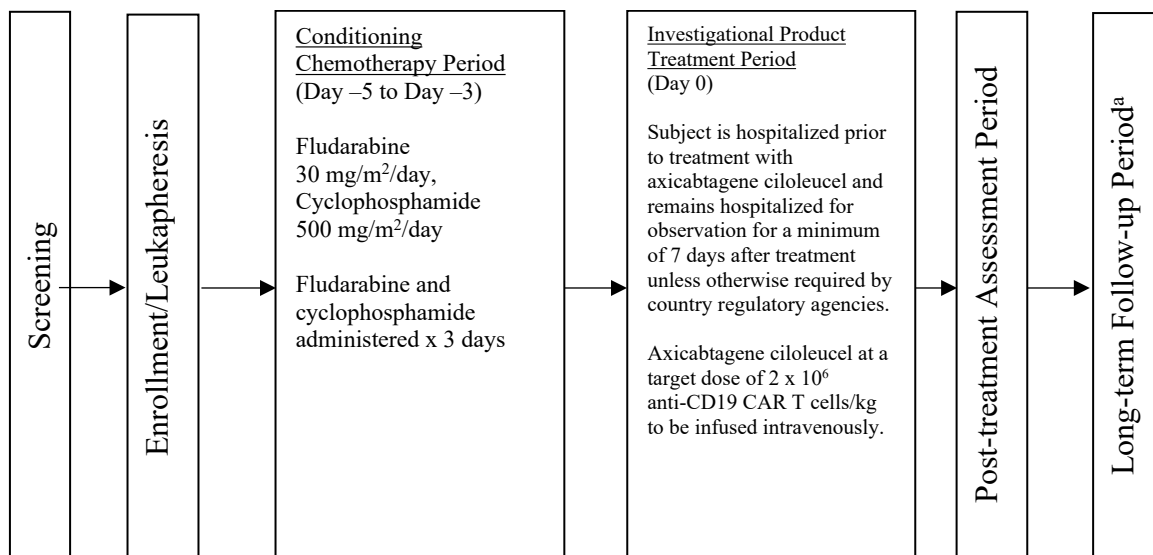 Screening
Enrollment/Leukapheresis
Conditioning
Chemotherapy Period
(Day –5 to Day –3)
Fludarabine
30 mg/m²/day,
Cyclophosphamide
500 mg/m²/day
Fludarabine and
cyclophosphamide
administered x 3 days
Investigational Product
Treatment Period
(Day 0)
Subject is hospitalized prior
to treatment with
axicabtagene ciloleucel and
remains hospitalized for
observation for a minimum
of 7 days after treatment
unless otherwise required by
country regulatory agencies.
Axicabtagene ciloleucel at a
target dose of 2 x 10⁶
anti-CD19 CAR T cells/kg
to be infused intravenously.
Post-treatment Assessment Period
Long-term Follow-up Periodᵃ